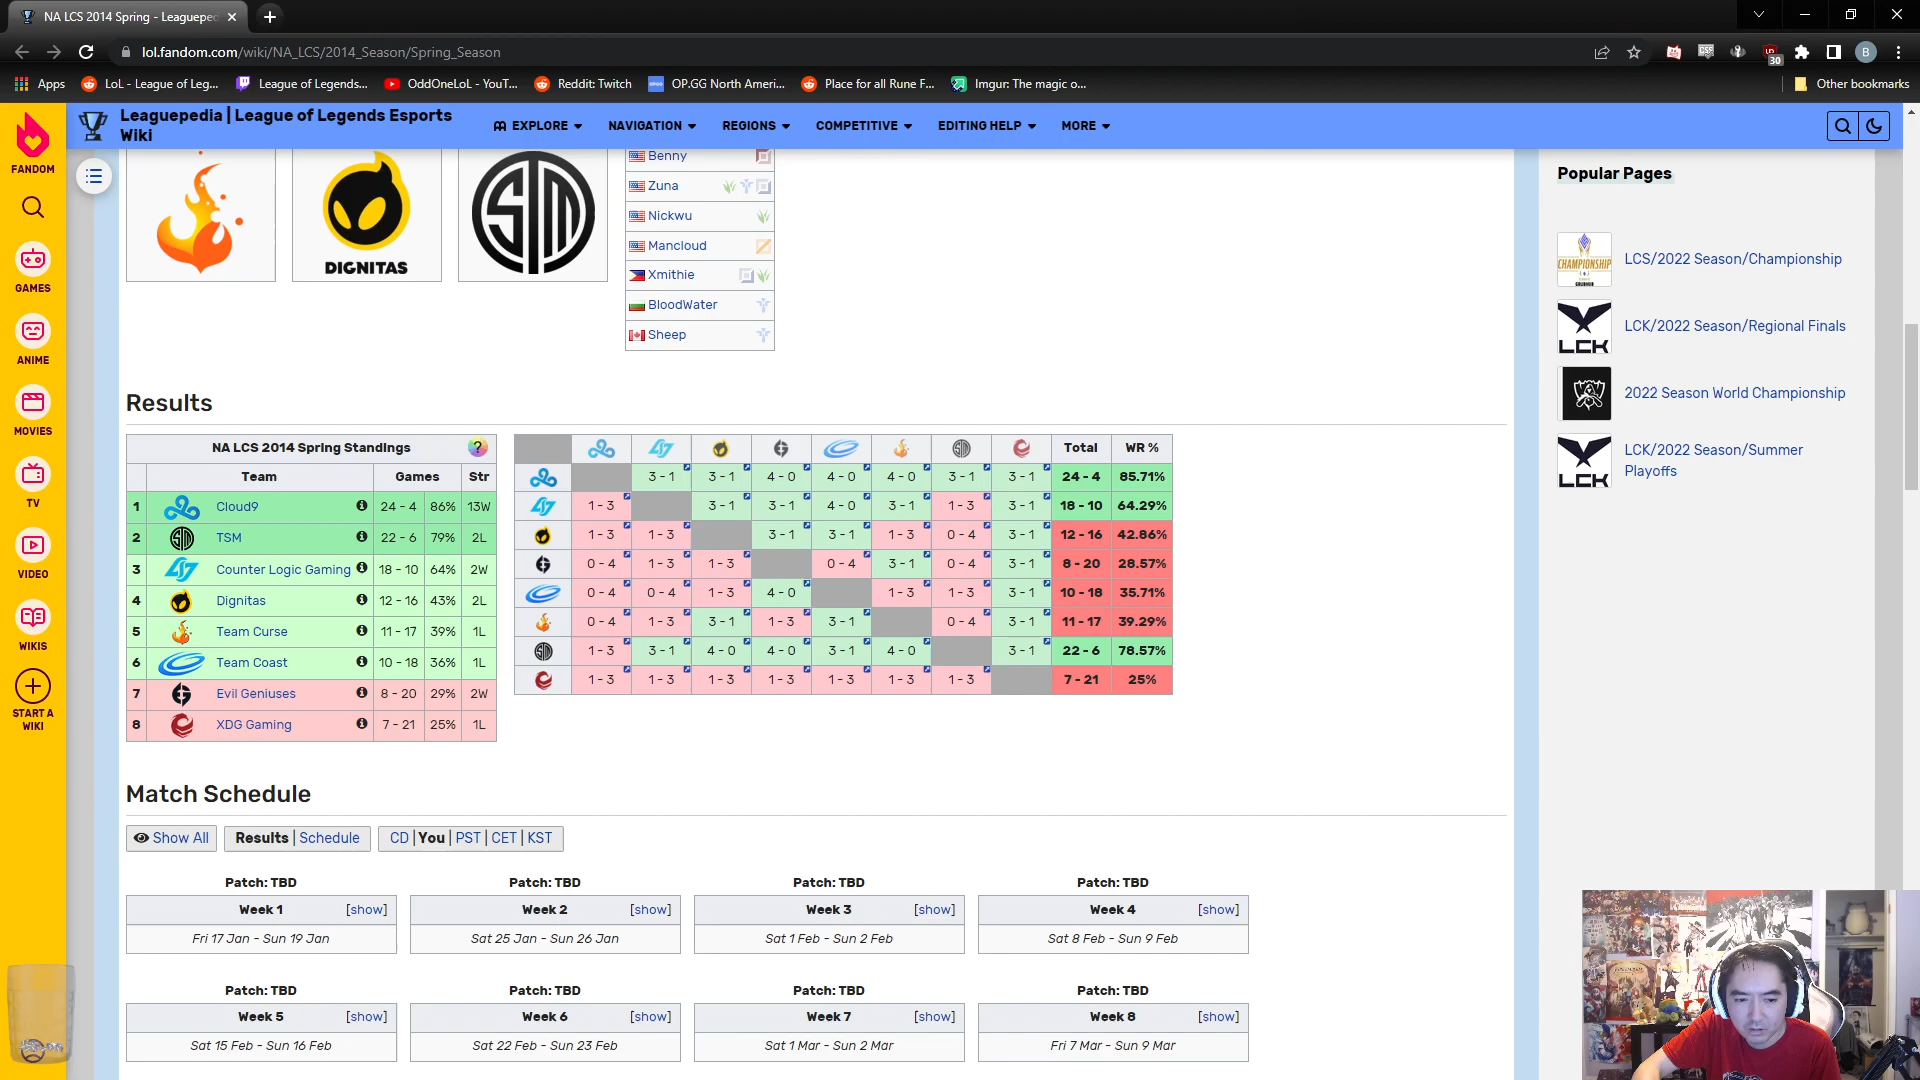 NA LCS 2014 Spring - Leagueped
lol.fandom.com/wiki/NA_LCS/2014_Season/Spring_Season
30
B
Apps
LoL - League of Leg...
League of Legends...
OddOneLoL - YouT...
Reddit: Twitch
OP.GG North Ameri...
Place for all Rune F...
Imgur: The magic o...
Other bookmarks
Leaguepedia | League of Legends Esports
Wiki
EXPLORE
NAVIGATION
REGIONS
COMPETITIVE
EDITING HELP
MORE
FANDOM
GAMES
ANIME
MOVIES
TV
VIDEO
WIKIS
START A
WIKI
DIGNITAS
Benny
Zuna
Nickwu
Mancloud
Xmithie
BloodWater
Sheep
Popular Pages
LCS/2022 Season/Championship
LCK/2022 Season/Regional Finals
2022 Season World Championship
LCK/2022 Season/Summer
Playoffs
CHAMPIONSHIP
LCK
LCK
Results
NA LCS 2014 Spring Standings ?
Team Games Str
1 Cloud9 24 - 4 86% 13W
2 TSM 22 - 6 79% 2L
3 Counter Logic Gaming 18 - 10 64% 2W
4 Dignitas 12 - 16 43% 2L
5 Team Curse 11 - 17 39% 1L
6 Team Coast 10 - 18 36% 1L
7 Evil Geniuses 8 - 20 29% 2W
8 XDG Gaming 7 - 21 25% 1L
Total WR %
3 - 1 3 - 1 4 - 0 4 - 0 4 - 0 3 - 1 3 - 1 24 - 4 85.71%
1 - 3 3 - 1 3 - 1 4 - 0 3 - 1 1 - 3 3 - 1 18 - 10 64.29%
1 - 3 1 - 3 3 - 1 3 - 1 1 - 3 0 - 4 3 - 1 12 - 16 42.86%
0 - 4 1 - 3 1 - 3 0 - 4 3 - 1 0 - 4 3 - 1 8 - 20 28.57%
0 - 4 0 - 4 1 - 3 4 - 0 1 - 3 1 - 3 3 - 1 10 - 18 35.71%
0 - 4 1 - 3 3 - 1 1 - 3 3 - 1 0 - 4 3 - 1 11 - 17 39.29%
1 - 3 3 - 1 4 - 0 4 - 0 3 - 1 4 - 0 3 - 1 22 - 6 78.57%
1 - 3 1 - 3 1 - 3 1 - 3 1 - 3 1 - 3 1 - 3 7 - 21 25%
Match Schedule
Show All
Results | Schedule
CD | You | PST | CET | KST
Patch: TBD
Week 1 [show]
Fri 17 Jan - Sun 19 Jan
Patch: TBD
Week 2 [show]
Sat 25 Jan - Sun 26 Jan
Patch: TBD
Week 3 [show]
Sat 1 Feb - Sun 2 Feb
Patch: TBD
Week 4 [show]
Sat 8 Feb - Sun 9 Feb
Patch: TBD
Week 5 [show]
Sat 15 Feb - Sun 16 Feb
Patch: TBD
Week 6 [show]
Sat 22 Feb - Sun 23 Feb
Patch: TBD
Week 7 [show]
Sat 1 Mar - Sun 2 Mar
Patch: TBD
Week 8 [show]
Fri 7 Mar - Sun 9 Mar